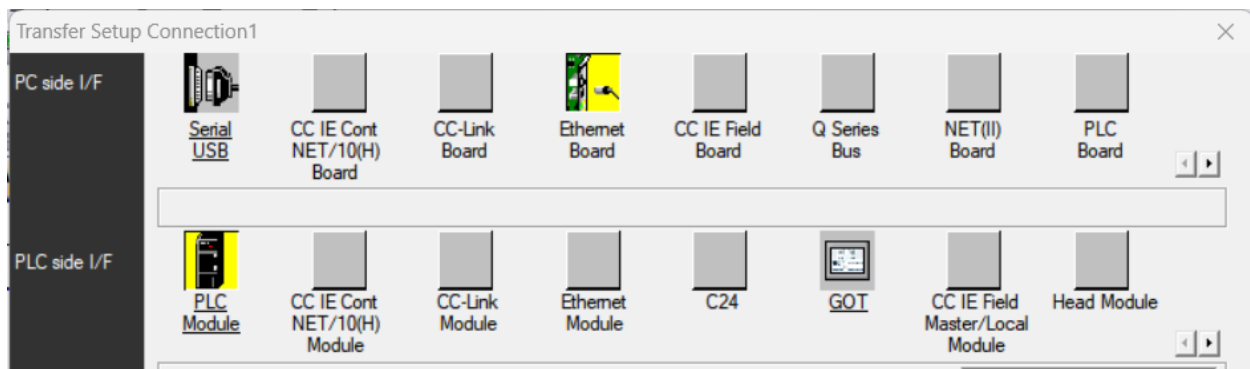 Transfer Setup Connection1
PC side I/F
Serial
USB
CC IE Cont
NET/10(H)
Board
CC-Link
Board
Ethernet
Board
CC IE Field
Board
Q Series
Bus
NET(II)
Board
PLC
Board
PLC side I/F
PLC
Module
CC IE Cont
NET/10(H)
Module
CC-Link
Module
Ethernet
Module
C24
GOT
CC IE Field
Master/Local
Module
Head Module